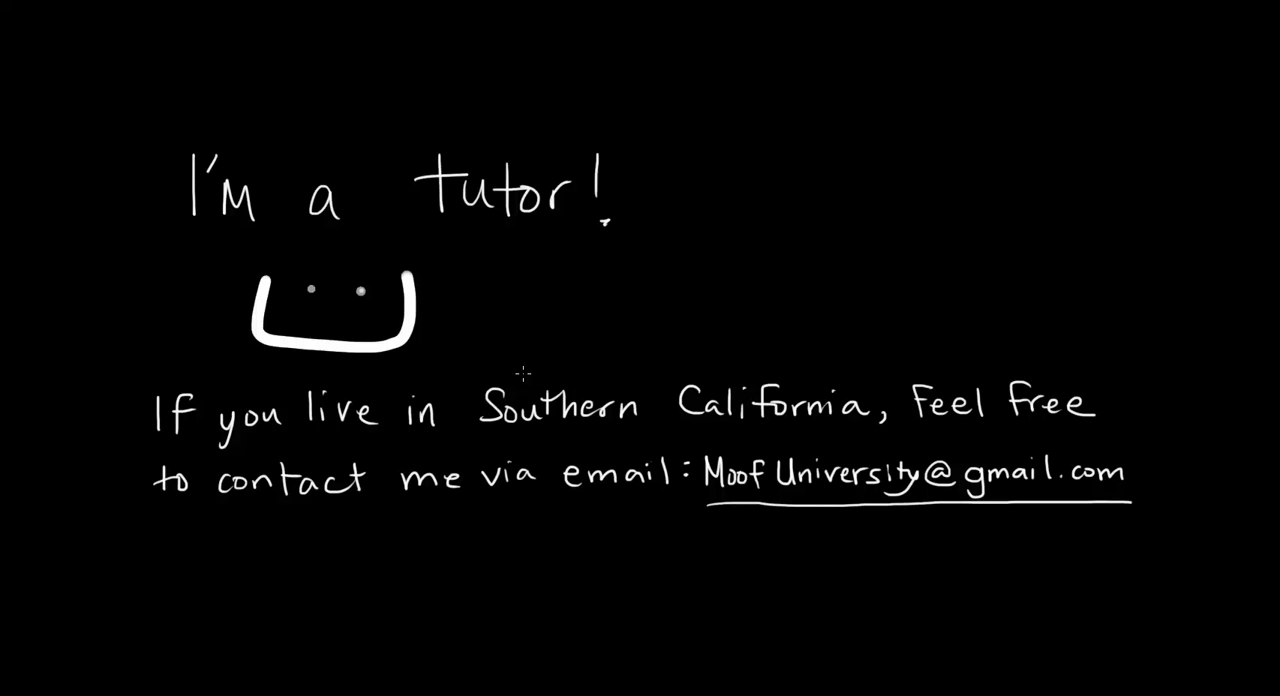 I'm a tutor!
If you live in Southern California, feel free
to contact me via email: MoofUniversity@gmail.com